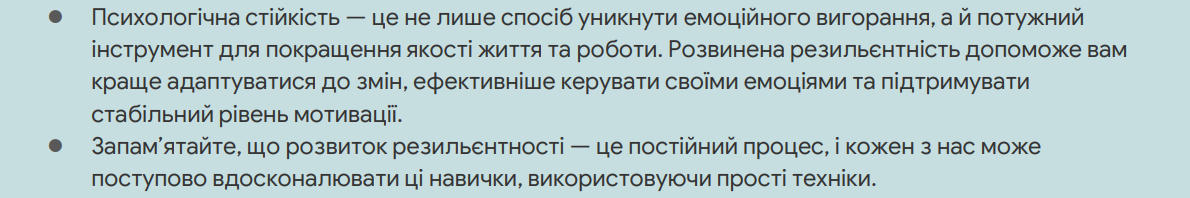 ● Психологічна стійкість — це не лише спосіб уникнути емоційного вигорання, а й потужний
інструмент для покращення якості життя та роботи. Розвинена резильєнтність допоможе вам
краще адаптуватися до змін, ефективніше керувати своїми емоціями та підтримувати
стабільний рівень мотивації.
● Запам’ятайте, що розвиток резильєнтності — це постійний процес, і кожен з нас може
поступово вдосконалювати ці навички, використовуючи прості техніки.